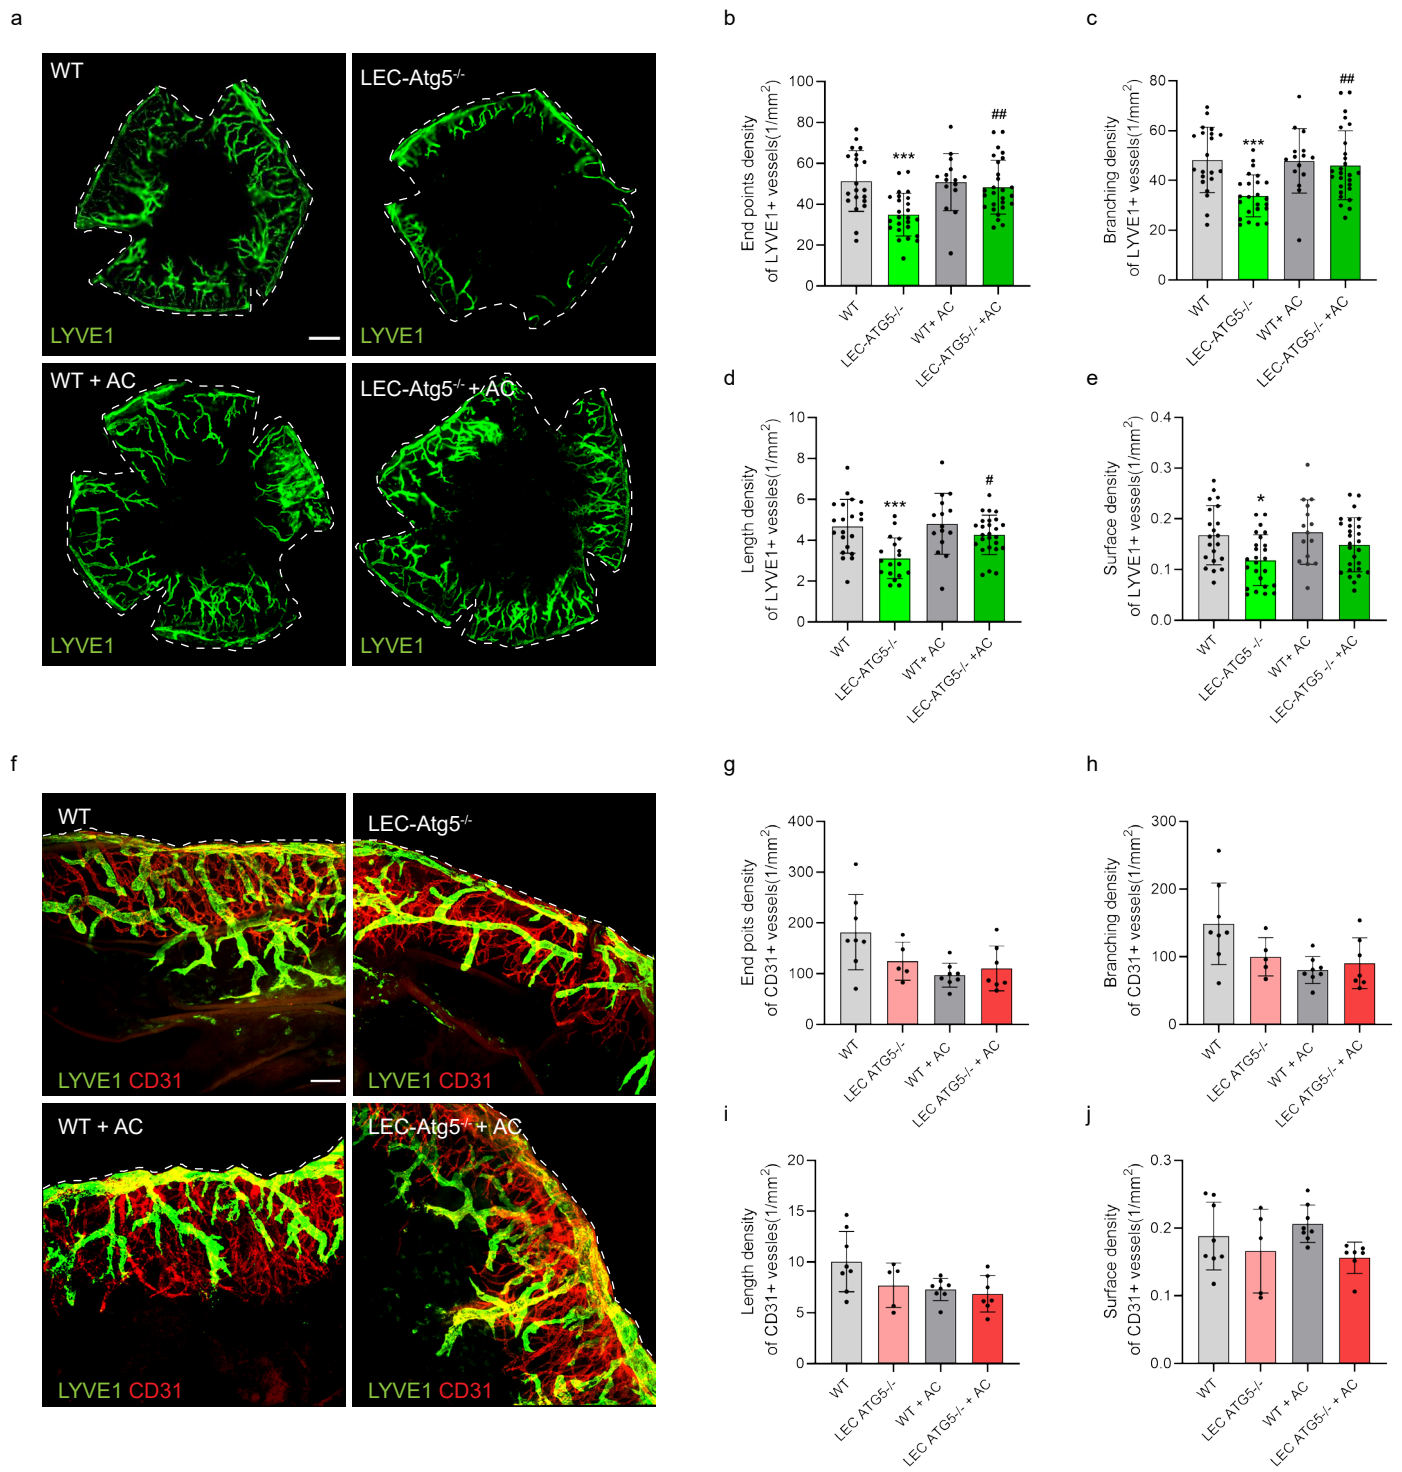 a
WT
LYVE1
LEC-Atg5-/-
LYVE1
WT + AC
LYVE1
LEC-Atg5-/- + AC
LYVE1
b
End points density
of LYVE1+ vessels(1/mm2)
100
80
60
40
20
0
***
##
WT
LEC-ATG5-/-
WT+ AC
LEC-ATG5-/- +AC
c
Branching density
of LYVE1+ vessels(1/mm2)
80
60
40
20
0
***
##
WT
LEC-ATG5-/-
WT+ AC
LEC-ATG5-/- +AC
d
Length density
of LYVE1+ vessles(1/mm2)
10
8
6
4
2
0
***
#
WT
LEC-ATG5-/-
WT+ AC
LEC-ATG5-/- +AC
e
Surface density
of LYVE1+ vessels(1/mm2)
0.4
0.3
0.2
0.1
0.0
*
WT
LEC-ATG5 -/-
WT+ AC
LEC-ATG5 -/- +AC
f
WT
LYVE1 CD31
LEC-Atg5-/-
LYVE1 CD31
WT + AC
LYVE1 CD31
LEC-Atg5-/- + AC
LYVE1 CD31
g
End poits density
of CD31+ vessels(1/mm2)
400
300
200
100
0
WT
LEC ATG5-/-
WT + AC
LEC ATG5-/- + AC
h
Branching density
of CD31+ vessels(1/mm2)
300
200
100
0
WT
LEC ATG5-/-
WT + AC
LEC ATG5-/- + AC
i
Length density
of CD31+ vessles(1/mm2)
20
15
10
5
0
WT
LEC ATG5-/-
WT + AC
LEC ATG5-/- + AC
j
Surface density
of CD31+ vessels(1/mm2)
0.3
0.2
0.1
0.0
WT
LEC ATG5-/-
WT + AC
LEC ATG5-/- + AC